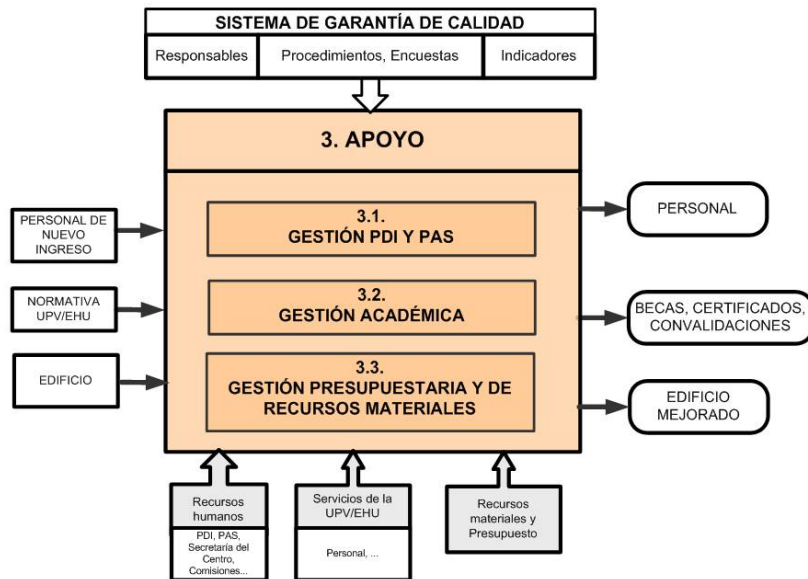 SISTEMA DE GARANTÍA DE CALIDAD
Responsables
Procedimientos, Encuestas
Indicadores
3. APOYO
PERSONAL DE
NUEVO
INGRESO
3.1.
GESTIÓN PDI Y PAS
PERSONAL
NORMATIVA
UPV/EHU
3.2.
GESTIÓN ACADÉMICA
BECAS, CERTIFICADOS,
CONVALIDACIONES
EDIFICIO
3.3.
GESTIÓN PRESUPUESTARIA Y DE
RECURSOS MATERIALES
EDIFICIO
MEJORADO
Recursos
humanos
PDI, PAS,
Secretaría del
Centro,
Comisiones...
Servicios de la
UPV/EHU
Personal, ...
Recursos
materiales y
Presupuesto